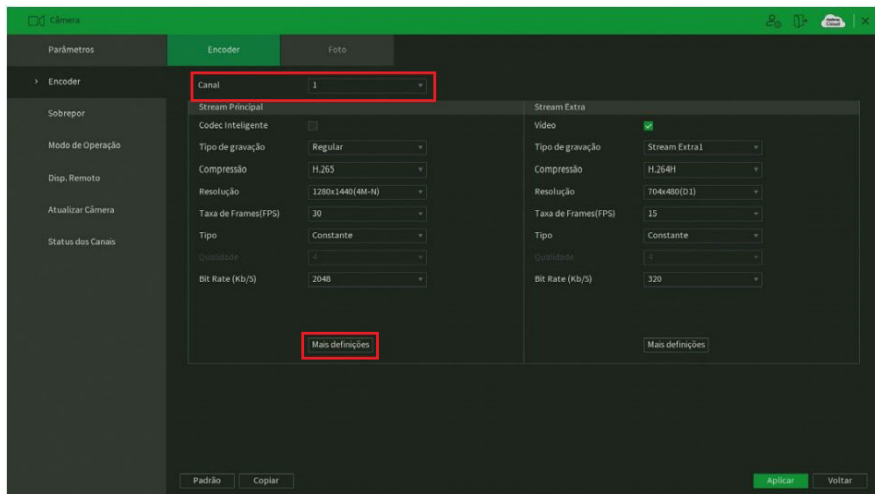 Câmera
Parâmetros
Encoder
Foto
Encoder
Sobrepor
Modo de Operação
Disp. Remoto
Atualizar Câmera
Status dos Canais
Canal 1
Stream Principal
Codec Inteligente
Tipo de gravação Regular
Compressão H.265
Resolução 1280x1440(4M-N)
Taxa de Frames(FPS) 30
Tipo Constante
Qualidade 4
Bit Rate (Kb/S) 2048
Mais definições
Stream Extra
Vídeo
Tipo de gravação Stream Extra1
Compressão H.264H
Resolução 704x480(D1)
Taxa de Frames(FPS) 15
Tipo Constante
Qualidade 4
Bit Rate (Kb/S) 320
Mais definições
Padrão
Copiar
Aplicar
Voltar